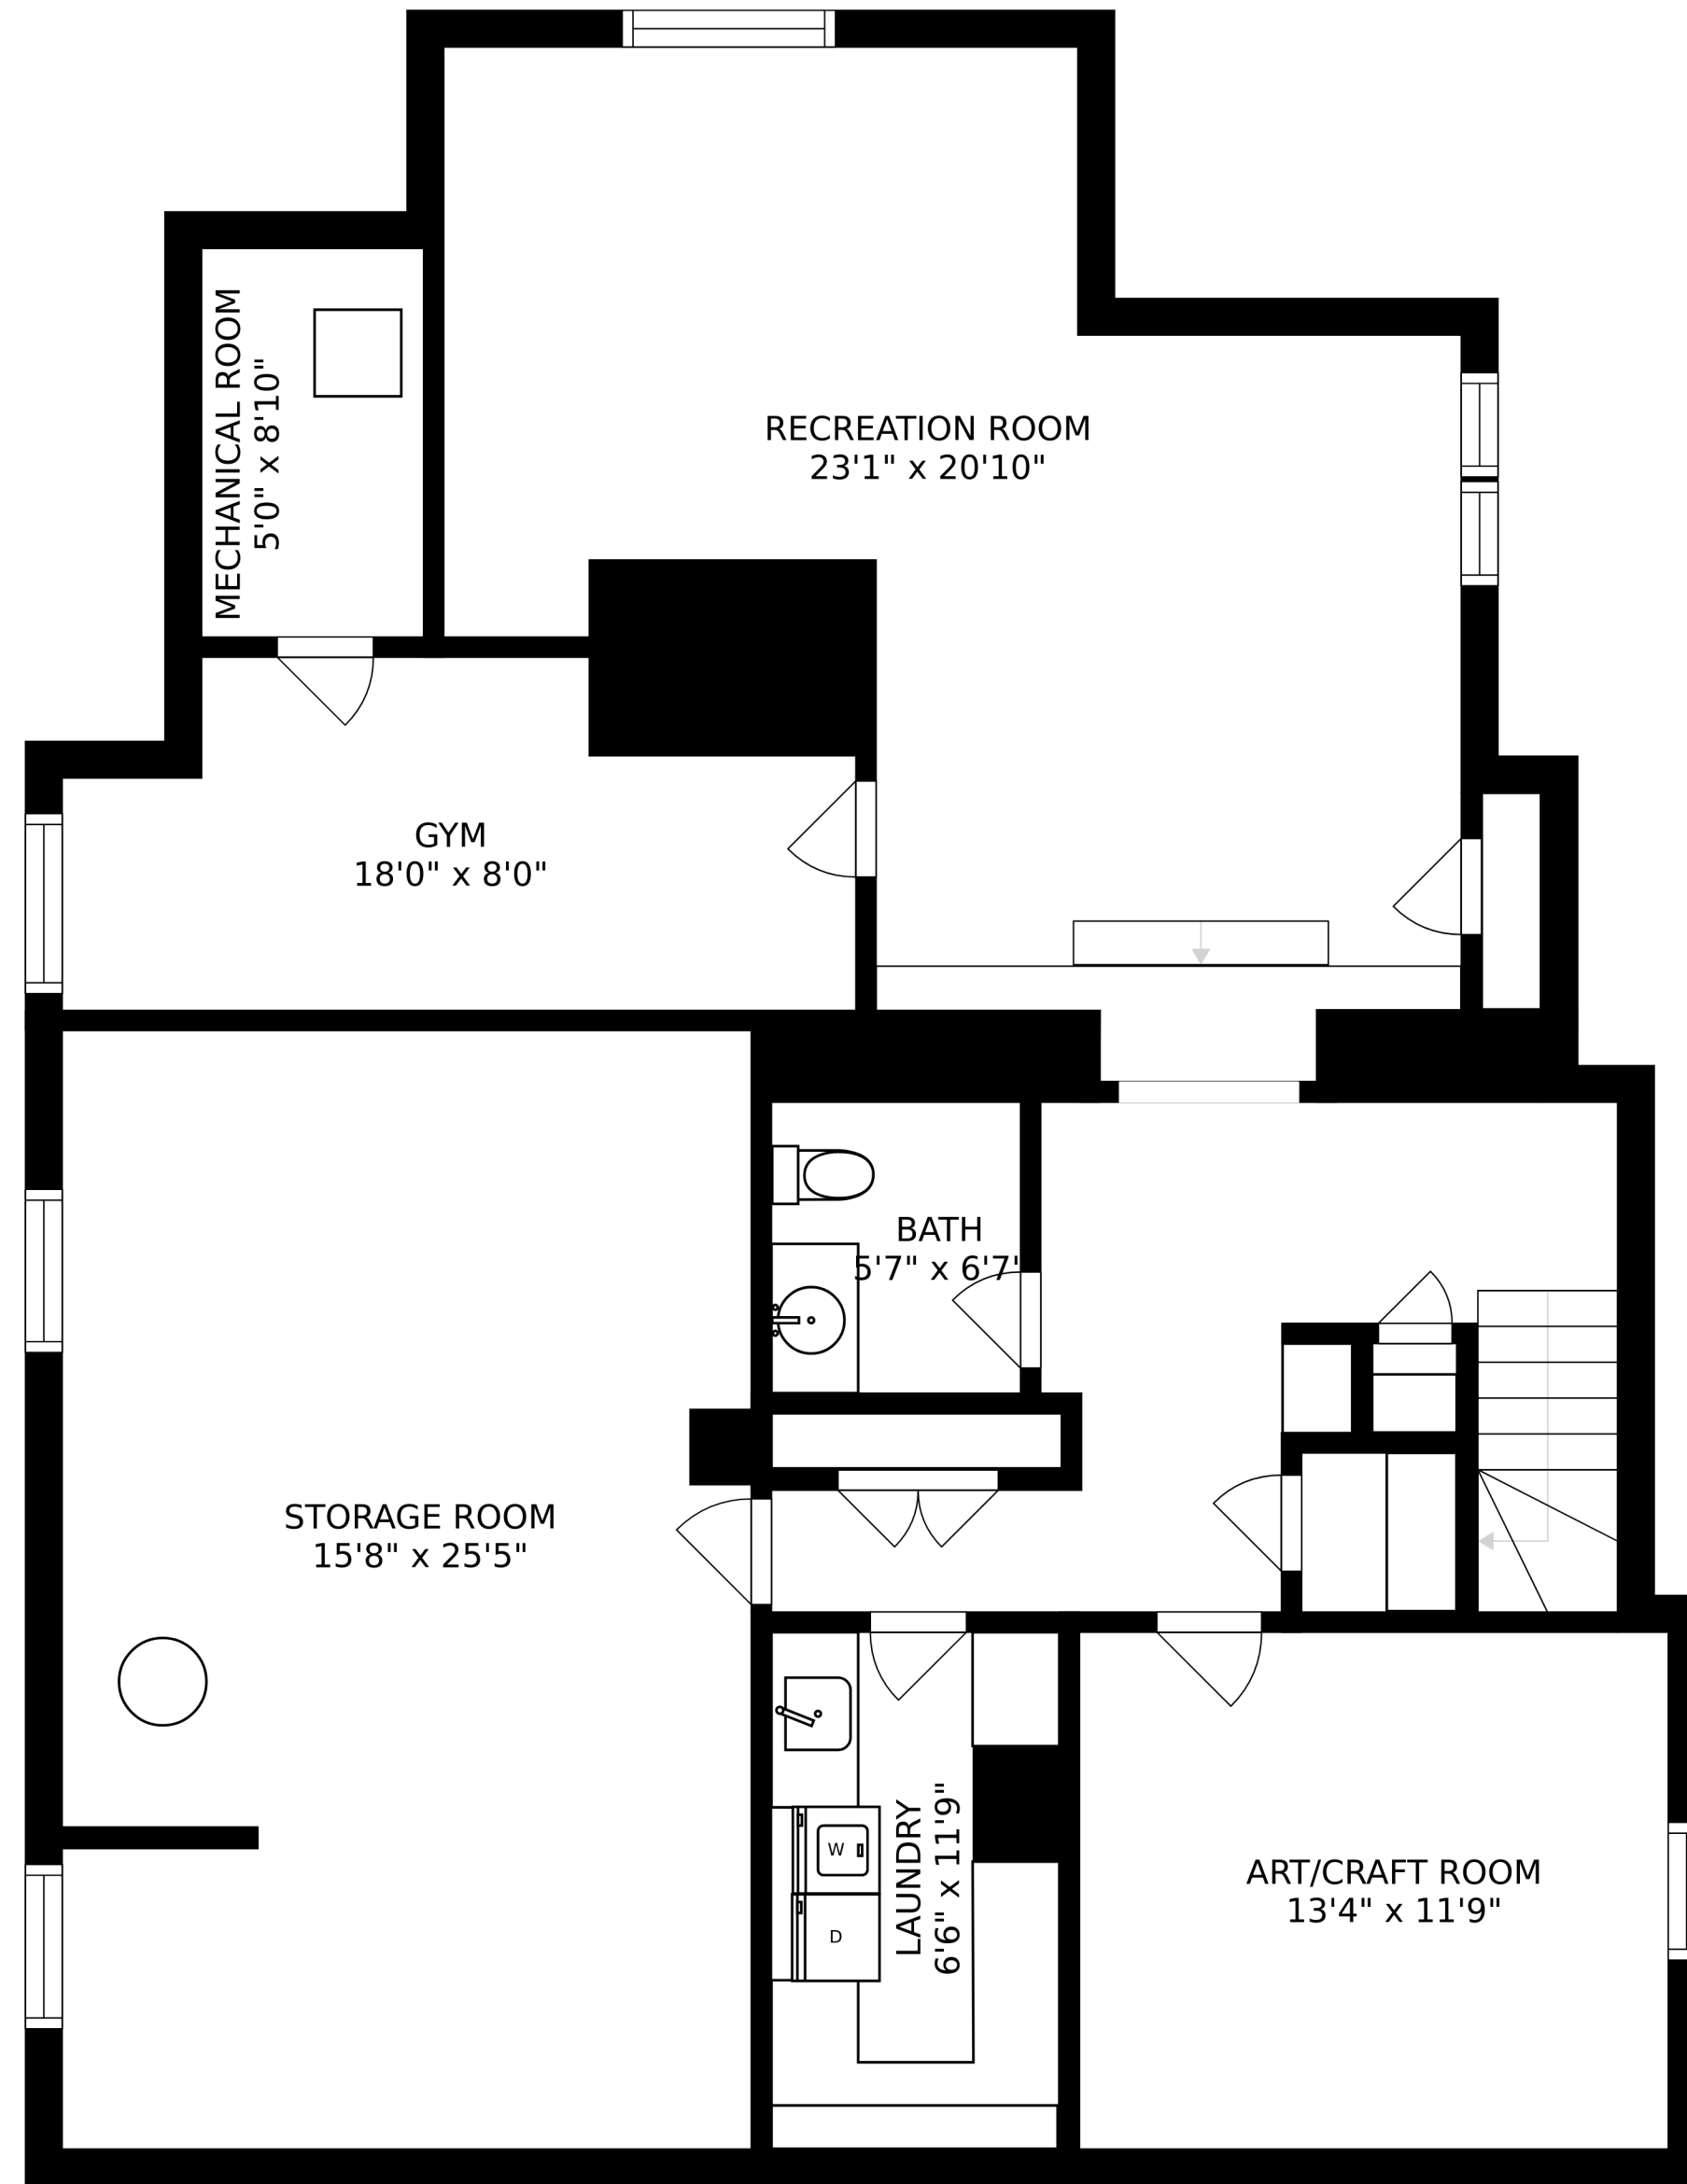 MECHANICAL ROOM
5'0" x 8'10"
RECREATION ROOM
23'1" x 20'10"
GYM
18'0" x 8'0"
BATH
5'7" x 6'7"
STORAGE ROOM
15'8" x 25'5"
LAUNDRY
6'6" x 11'9"
W
D
ART/CRAFT ROOM
13'4" x 11'9"